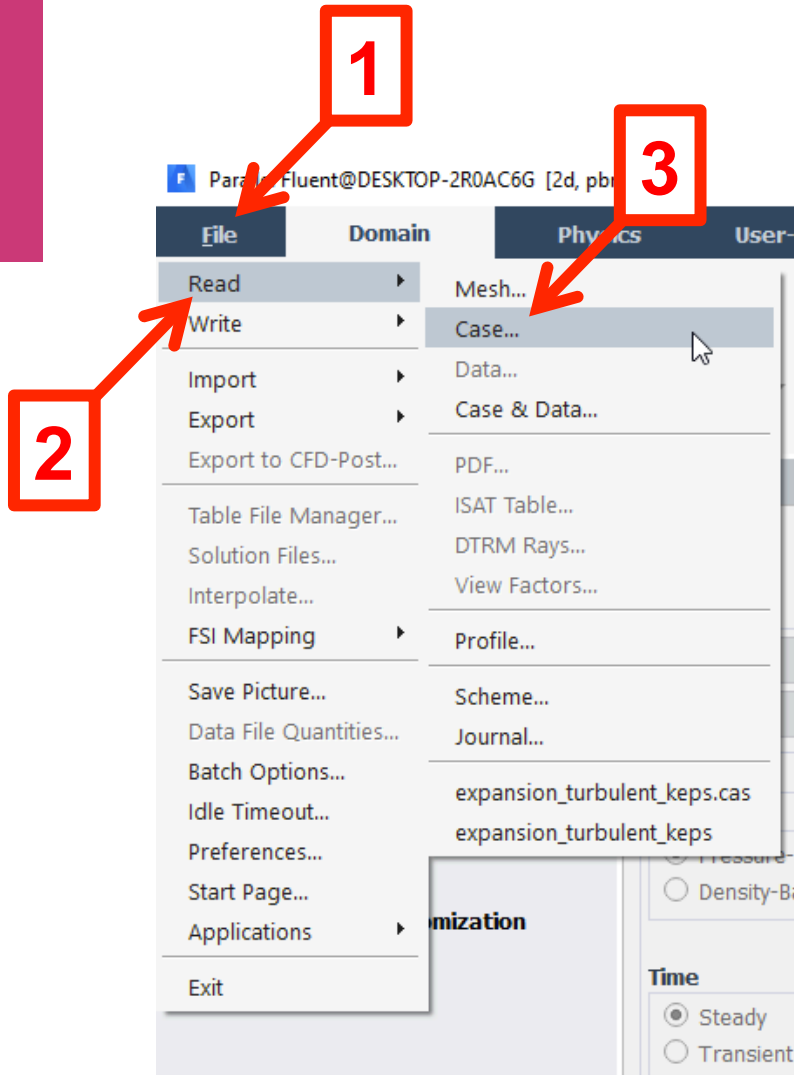 1
3
F Parallel Fluent@DESKTOP-2R0AC6G [2d, pbn
File Domain Physics User-
Read
Write
Import
Export
Export to CFD-Post...
Table File Manager...
Solution Files...
Interpolate...
FSI Mapping
Save Picture...
Data File Quantities...
Batch Options...
Idle Timeout...
Preferences...
Start Page...
Applications
Exit
Mesh...
Case...
Data...
Case & Data...
PDF...
ISAT Table...
DTRM Rays...
View Factors...
Profile...
Scheme...
Journal...
expansion_turbulent_keps.cas
expansion_turbulent_keps
2
Pressure-
Density-Ba
omization
Time
Steady
Transient